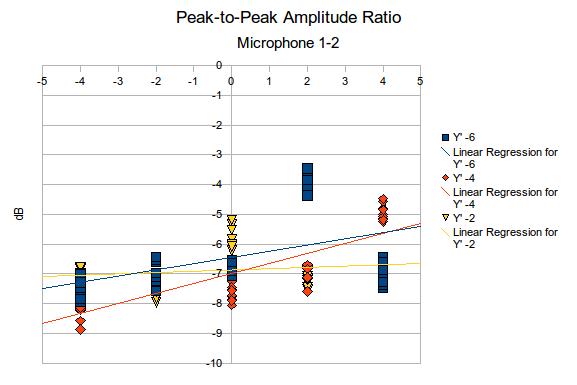 Peak-to-Peak Amplitude Ratio
Microphone 1-2
0
-5 -4 -3 -2 -1 0 1 2 3 4 5
-1
-2
-3
-4
-5
-6
-7
-8
-9
-10
dB
Y' -6
Linear Regression for
Y' -6
Y' -4
Linear Regression for
Y' -4
Y' -2
Linear Regression for
Y' -2